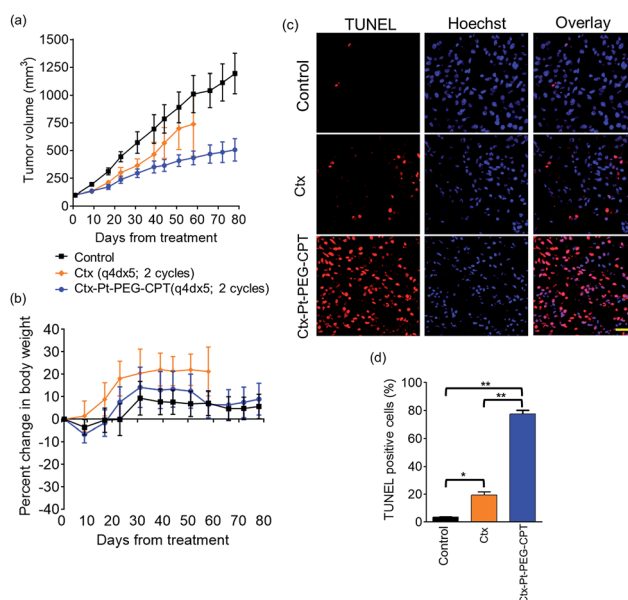 (a)
Tumor volume (mm³)
1500
1250
1000
750
500
250
0
0 10 20 30 40 50 60 70 80
Days from treatment
Control
Ctx (q4dx5; 2 cycles)
Ctx-Pt-PEG-CPT(q4dx5; 2 cycles)
(b)
Percent change in body weight
40
30
20
10
0
-10
-20
-30
-40
0 10 20 30 40 50 60 70 80
Days from treatment
(c)
TUNEL Hoechst Overlay
Control
Ctx
Ctx-Pt-PEG-CPT
(d)
TUNEL positive cells (%)
100
80
60
40
20
0
**
**
*
Control
Ctx
Ctx-Pt-PEG-CPT